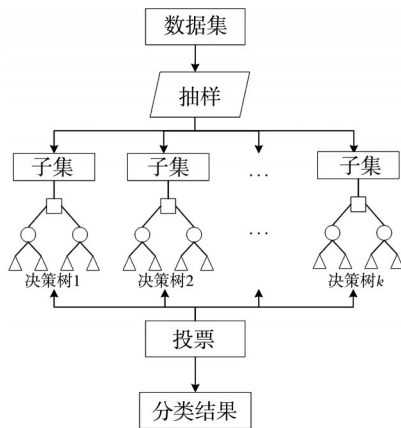 数据集
抽样
子集 子集 … 子集
…
决策树1 决策树2 决策树k
投票
分类结果